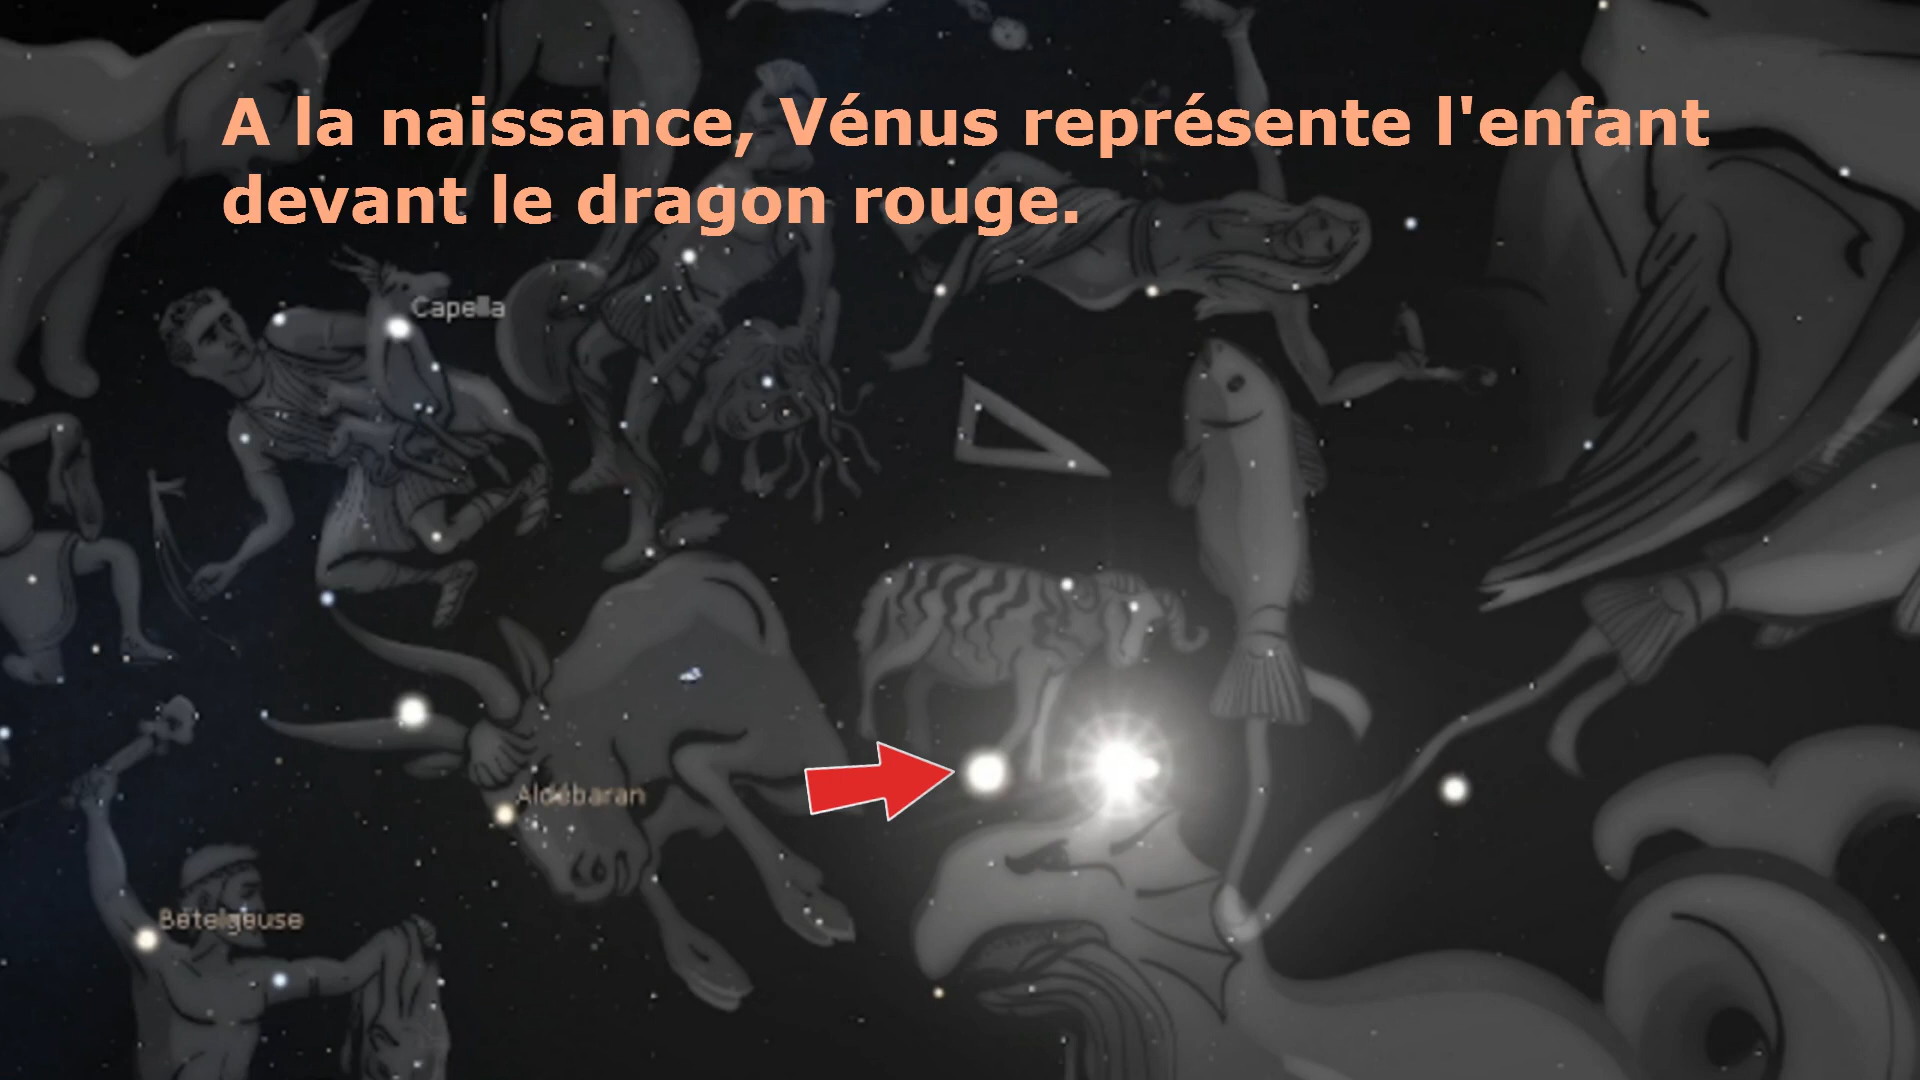 A la naissance, Vénus représente l'enfant
devant le dragon rouge.
Capella
Aldébaran
Bételgeuse